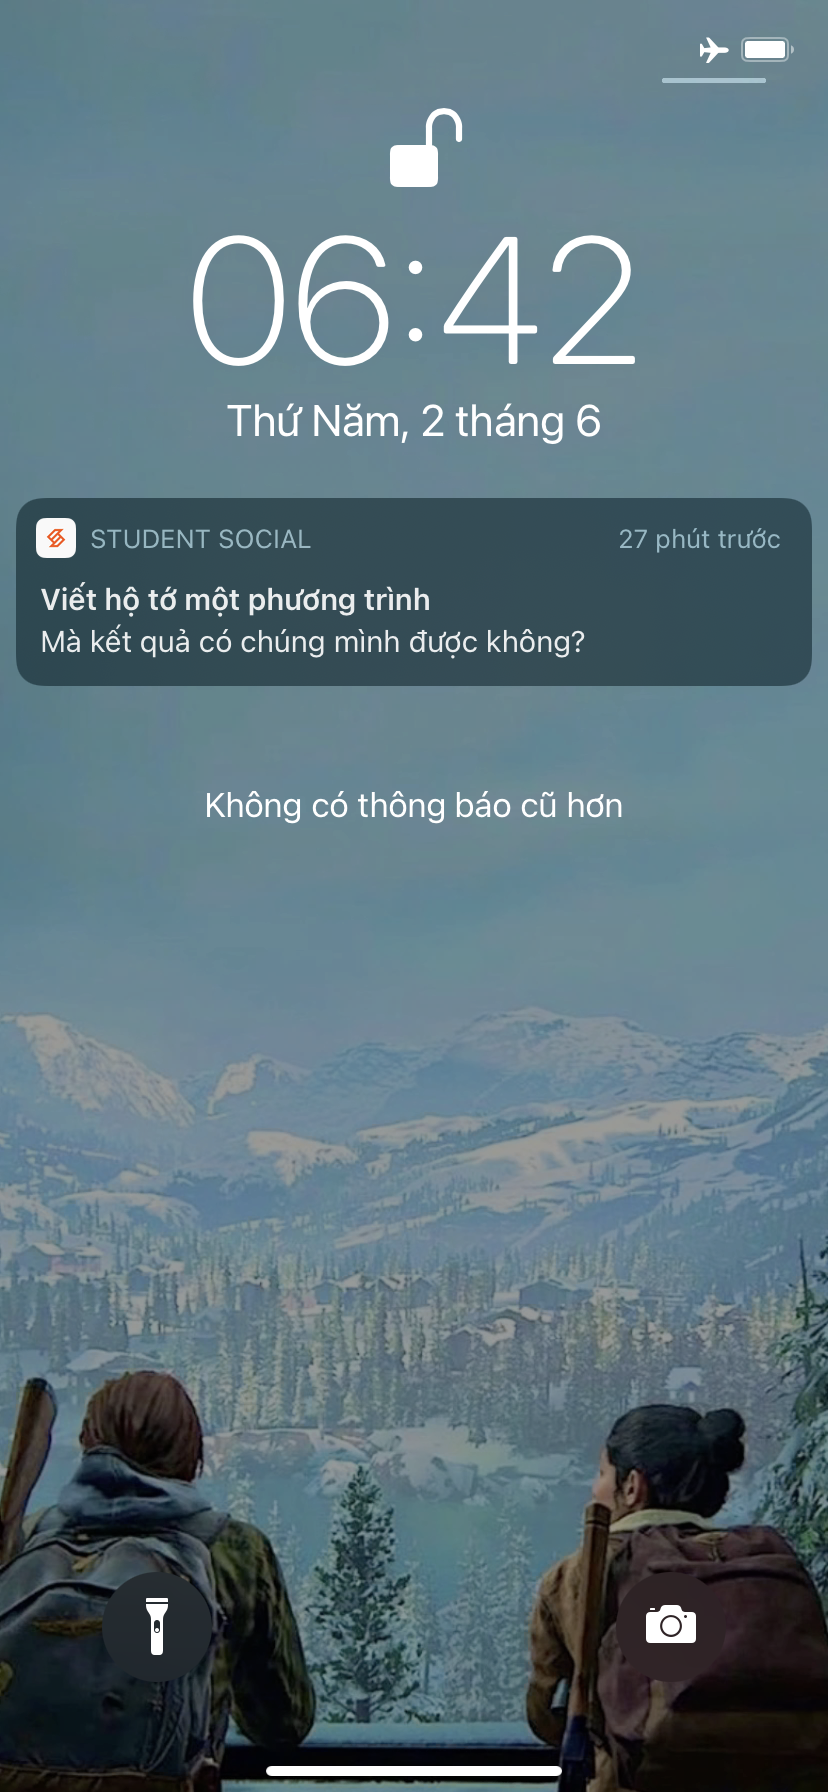 06:42
Thứ Năm, 2 tháng 6
STUDENT SOCIAL
27 phút trước
Viết hộ tớ một phương trình
Mà kết quả có chúng mình được không?
Không có thông báo cũ hơn